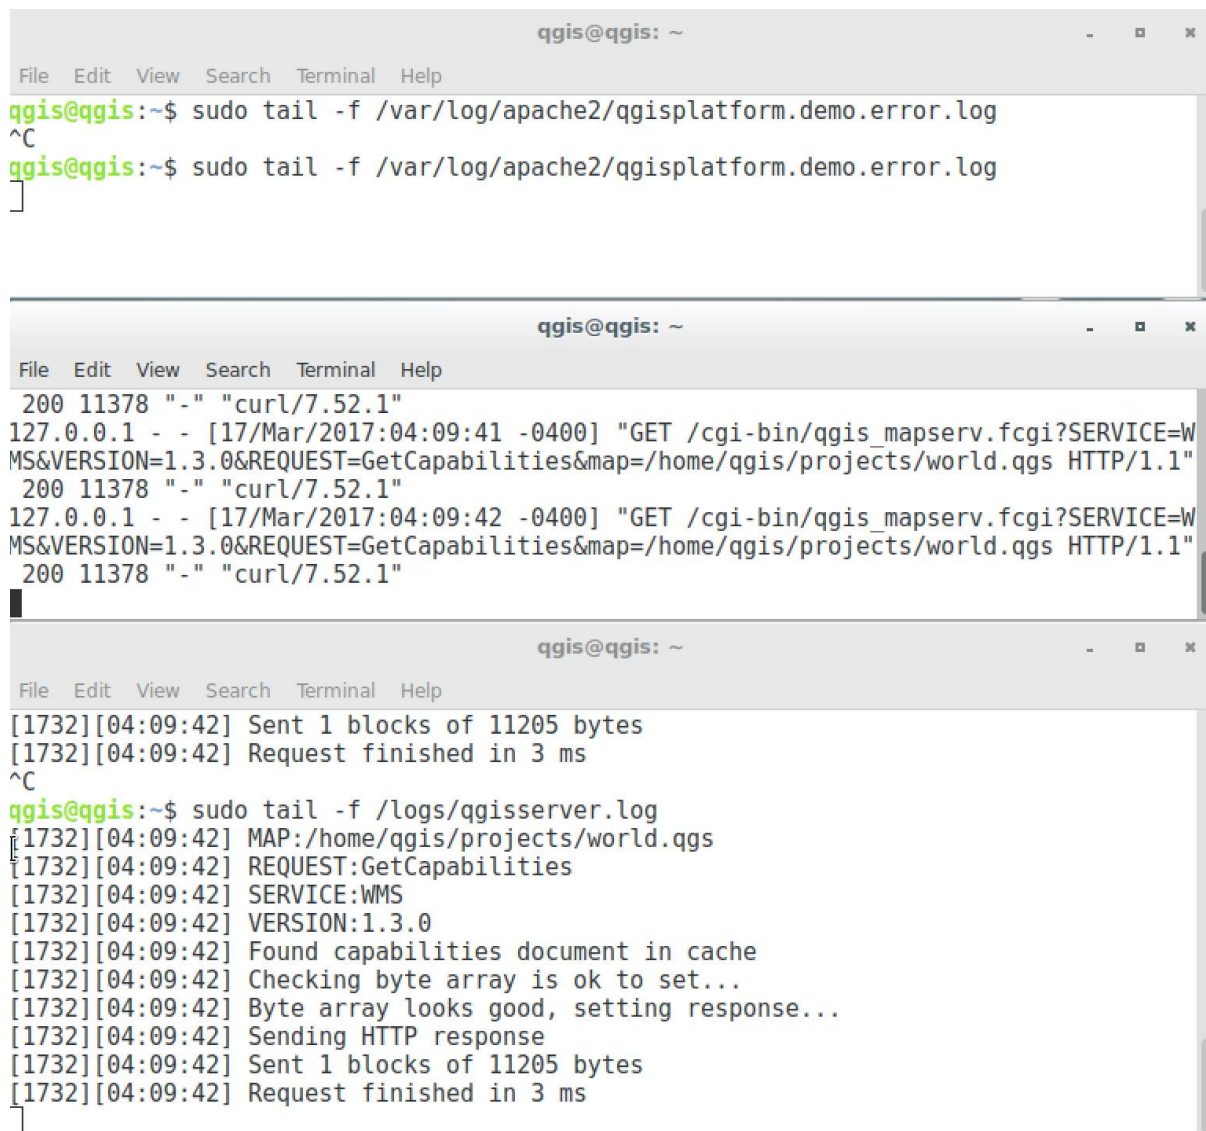 qgis@qgis: ~
File Edit View Search Terminal Help
qgis@qgis:~$ sudo tail -f /var/log/apache2/qgisplatform.demo.error.log
^C
qgis@qgis:~$ sudo tail -f /var/log/apache2/qgisplatform.demo.error.log
qgis@qgis: ~
File Edit View Search Terminal Help
 200 11378 "-" "curl/7.52.1"
127.0.0.1 - - [17/Mar/2017:04:09:41 -0400] "GET /cgi-bin/qgis_mapserv.fcgi?SERVICE=W
MS&VERSION=1.3.0&REQUEST=GetCapabilities&map=/home/qgis/projects/world.qgs HTTP/1.1"
 200 11378 "-" "curl/7.52.1"
127.0.0.1 - - [17/Mar/2017:04:09:42 -0400] "GET /cgi-bin/qgis_mapserv.fcgi?SERVICE=W
MS&VERSION=1.3.0&REQUEST=GetCapabilities&map=/home/qgis/projects/world.qgs HTTP/1.1"
 200 11378 "-" "curl/7.52.1"
qgis@qgis: ~
File Edit View Search Terminal Help
[1732][04:09:42] Sent 1 blocks of 11205 bytes
[1732][04:09:42] Request finished in 3 ms
^C
qgis@qgis:~$ sudo tail -f /logs/qgisserver.log
[1732][04:09:42] MAP:/home/qgis/projects/world.qgs
[1732][04:09:42] REQUEST:GetCapabilities
[1732][04:09:42] SERVICE:WMS
[1732][04:09:42] VERSION:1.3.0
[1732][04:09:42] Found capabilities document in cache
[1732][04:09:42] Checking byte array is ok to set...
[1732][04:09:42] Byte array looks good, setting response...
[1732][04:09:42] Sending HTTP response
[1732][04:09:42] Sent 1 blocks of 11205 bytes
[1732][04:09:42] Request finished in 3 ms